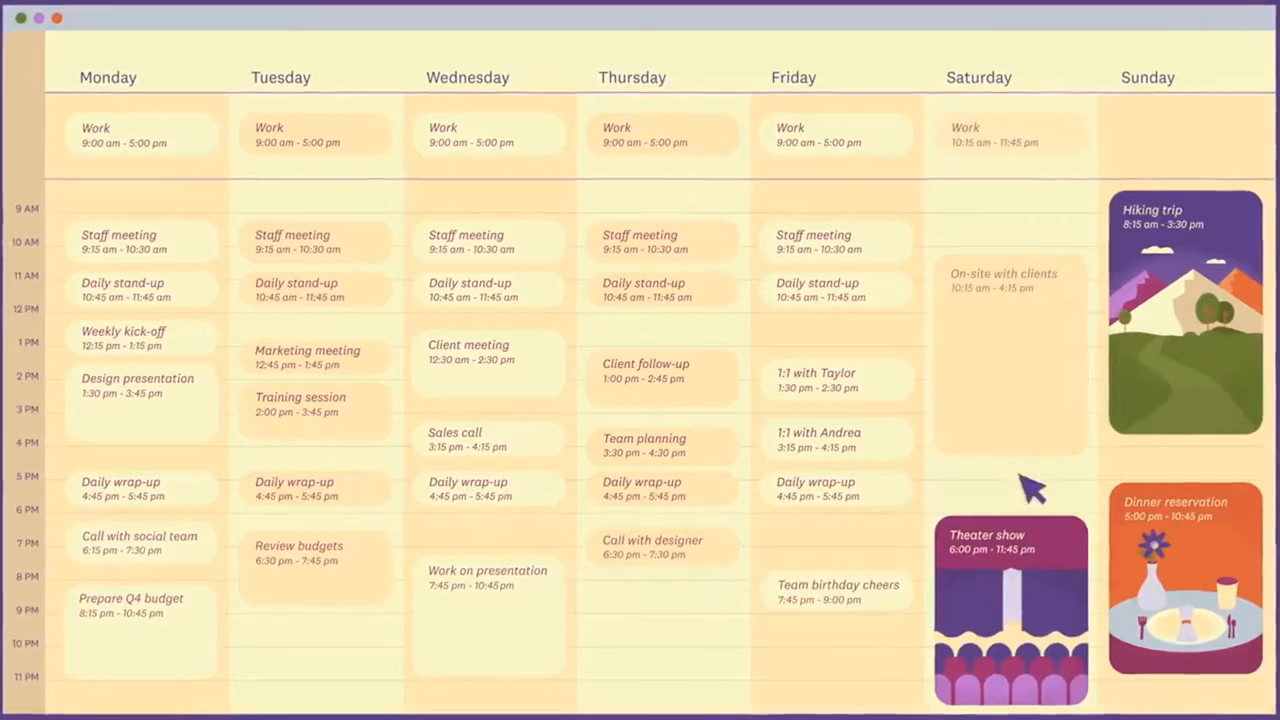 Monday
Tuesday
Wednesday
Thursday
Friday
Saturday
Sunday
Work
9:00 am - 5:00 pm
Work
9:00 am - 5:00 pm
Work
9:00 am - 5:00 pm
Work
9:00 am - 5:00 pm
Work
9:00 am - 5:00 pm
Work
10:15 am - 11:45 pm
9 AM
10 AM
11 AM
12 PM
1 PM
2 PM
3 PM
4 PM
5 PM
6 PM
7 PM
8 PM
9 PM
10 PM
11 PM
Staff meeting
9:15 am - 10:30 am
Daily stand-up
10:45 am - 11:45 am
Weekly kick-off
12:15 pm - 1:15 pm
Design presentation
1:30 pm - 3:45 pm
Daily wrap-up
4:45 pm - 5:45 pm
Call with social team
6:15 pm - 7:30 pm
Prepare Q4 budget
8:15 pm - 10:45 pm
Staff meeting
9:15 am - 10:30 am
Daily stand-up
10:45 am - 11:45 am
Marketing meeting
12:45 pm - 1:45 pm
Training session
2:00 pm - 3:45 pm
Daily wrap-up
4:45 pm - 5:45 pm
Review budgets
6:30 pm - 7:45 pm
Staff meeting
9:15 am - 10:30 am
Daily stand-up
10:45 am - 11:45 am
Client meeting
12:30 am - 2:30 pm
Sales call
3:15 pm - 4:15 pm
Daily wrap-up
4:45 pm - 5:45 pm
Work on presentation
7:45 pm - 10:45 pm
Staff meeting
9:15 am - 10:30 am
Daily stand-up
10:45 am - 11:45 am
Client follow-up
1:00 pm - 2:45 pm
Team planning
3:30 pm - 4:30 pm
Daily wrap-up
4:45 pm - 5:45 pm
Call with designer
6:30 pm - 7:30 pm
Staff meeting
9:15 am - 10:30 am
Daily stand-up
10:45 am - 11:45 am
1:1 with Taylor
1:30 pm - 2:30 pm
1:1 with Andrea
3:15 pm - 4:15 pm
Daily wrap-up
4:45 pm - 5:45 pm
Team birthday cheers
7:45 pm - 9:00 pm
On-site with clients
10:15 am - 4:15 pm
Theater show
6:00 pm - 11:45 pm
Hiking trip
8:15 am - 3:30 pm
Dinner reservation
5:00 pm - 10:45 pm